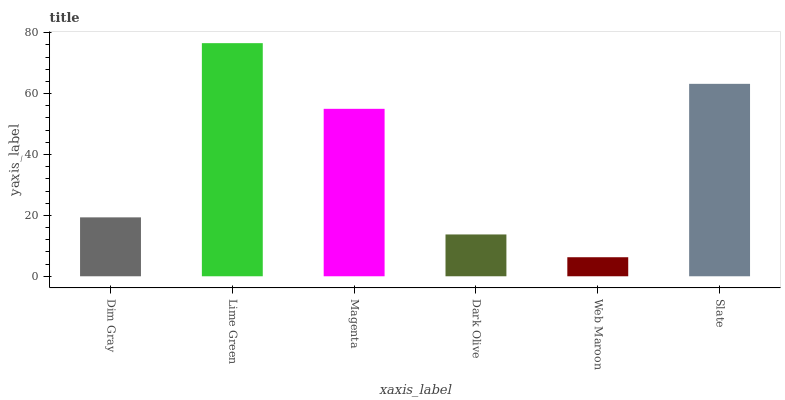 title
80
60
40
20
0
yaxis_label
Dim Gray
Lime Green
Magenta
Dark Olive
Web Maroon
Slate
xaxis_label